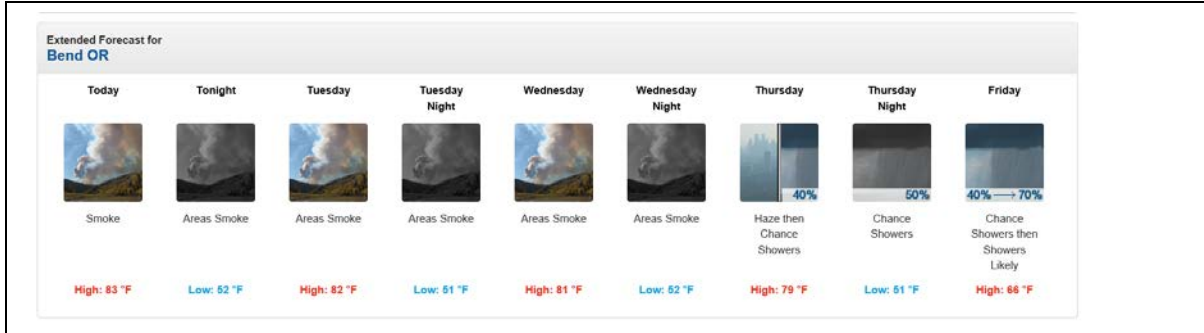 Extended Forecast for
Bend OR
Today
Tonight
Tuesday
Tuesday
Night
Wednesday
Wednesday
Night
Thursday
Thursday
Night
Friday
40%
50%
40% → 70%
Smoke
Areas Smoke
Areas Smoke
Areas Smoke
Areas Smoke
Areas Smoke
Haze then
Chance
Showers
Chance
Showers
Chance
Showers then
Showers
Likely
High: 83 °F
Low: 52 °F
High: 82 °F
Low: 51 °F
High: 81 °F
Low: 52 °F
High: 79 °F
Low: 51 °F
High: 66 °F